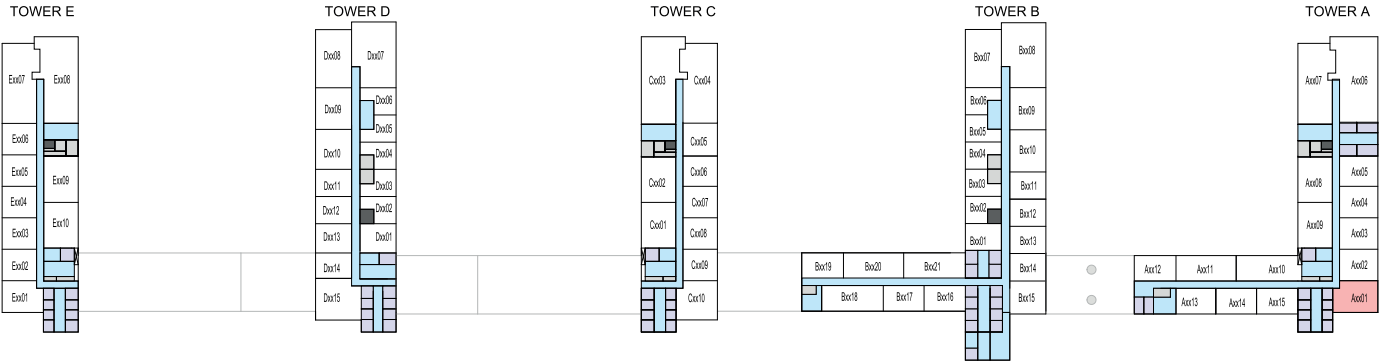 TOWER E
TOWER D
TOWER C
TOWER B
TOWER A
Exx07
Exx08
Exx06
Exx05
Exx09
Exx04
Exx03
Exx10
Exx02
Exx01
Dxx08
Dxx07
Dxx09
Dxx06
Dxx05
Dxx10
Dxx04
Dxx11
Dxx03
Dxx12
Dxx02
Dxx13
Dxx01
Dxx14
Dxx15
Cxx03
Cxx04
Cxx05
Cxx06
Cxx02
Cxx07
Cxx01
Cxx08
Cxx09
Cxx10
Bxx07
Bxx08
Bxx06
Bxx09
Bxx05
Bxx04
Bxx10
Bxx03
Bxx11
Bxx02
Bxx12
Bxx01
Bxx13
Bxx19
Bxx20
Bxx21
Bxx14
Bxx18
Bxx17
Bxx16
Bxx15
Axx07
Axx06
Axx05
Axx08
Axx04
Axx09
Axx03
Axx12
Axx11
Axx10
Axx02
Axx13
Axx14
Axx15
Axx01